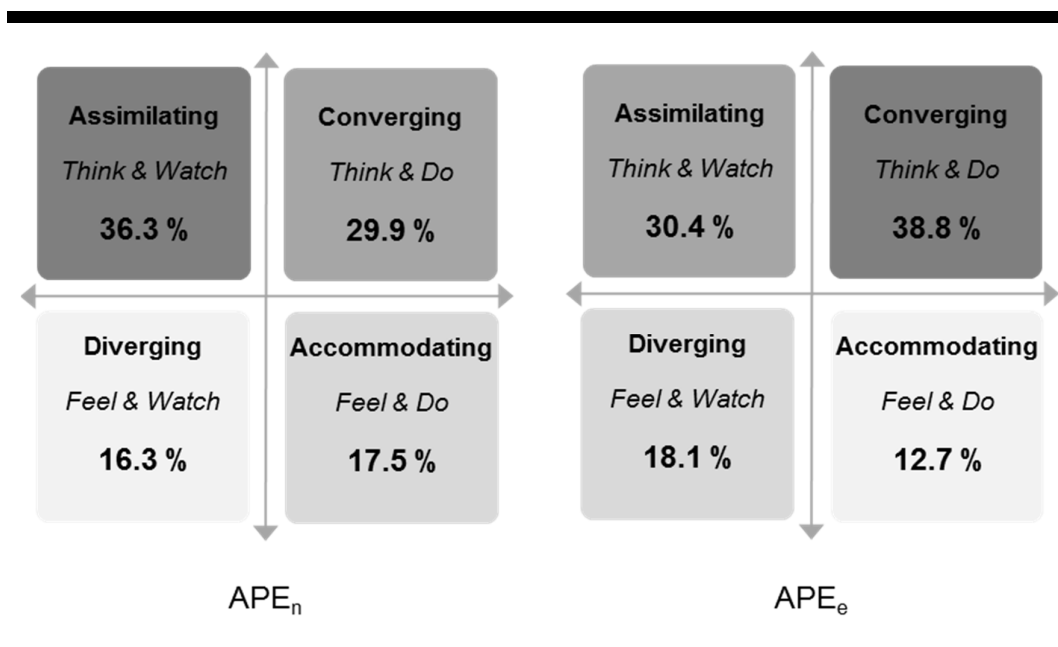 Assimilating
Think & Watch
36.3 %
Converging
Think & Do
29.9 %
Diverging
Feel & Watch
16.3 %
Accommodating
Feel & Do
17.5 %
APEn
Assimilating
Think & Watch
30.4 %
Converging
Think & Do
38.8 %
Diverging
Feel & Watch
18.1 %
Accommodating
Feel & Do
12.7 %
APEe